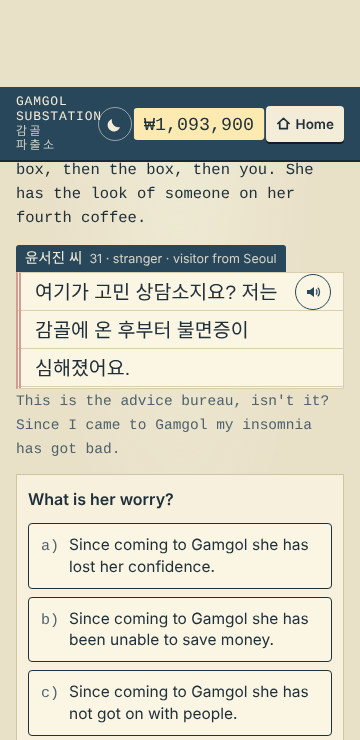 GAMGOL
SUBSTATION
감골
파출소
₩1,093,900
Home
box, then the box, then you. She
has the look of someone on her
fourth coffee.
윤서진 씨 31 · stranger · visitor from Seoul
여기가 고민 상담소지요? 저는
감골에 온 후부터 불면증이
심해졌어요.
This is the advice bureau, isn't it?
Since I came to Gamgol my insomnia
has got bad.
What is her worry?
a) Since coming to Gamgol she has
lost her confidence.
b) Since coming to Gamgol she has
been unable to save money.
c) Since coming to Gamgol she has
not got on with people.